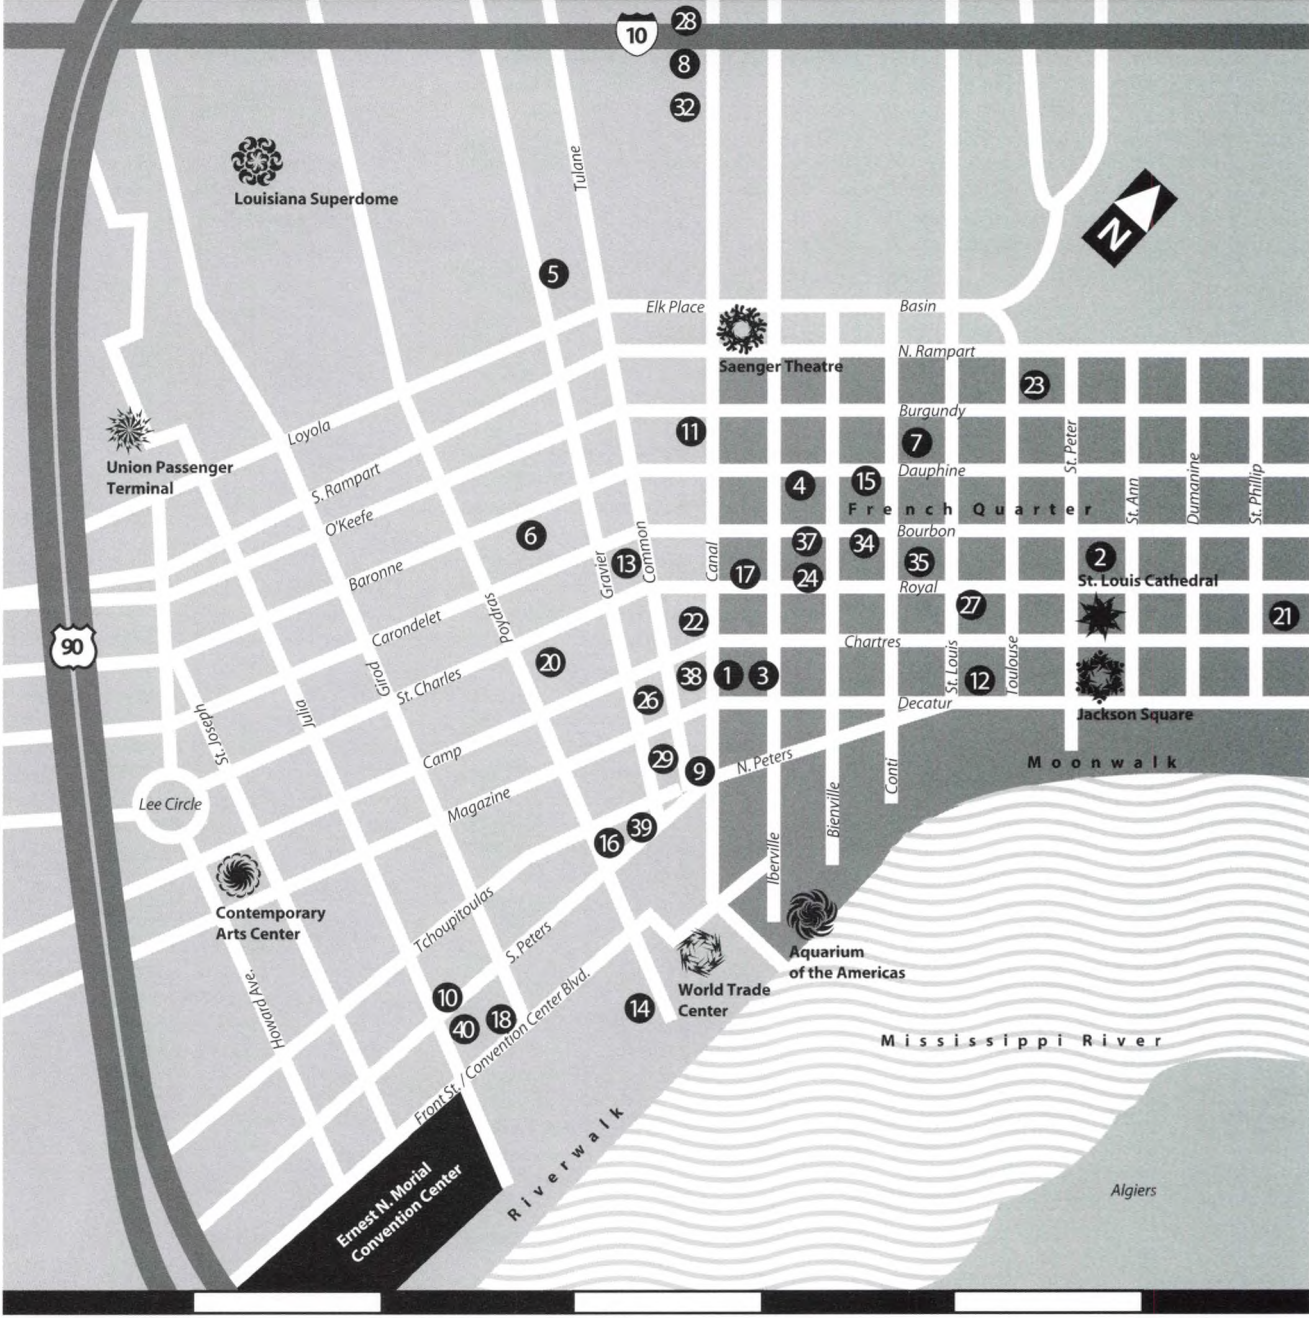 28
10
8
32
Tulane
Louisiana Superdome
N
5
Elk Place
Basin
N. Rampart
Saenger Theatre
23
Burgundy
Loyola
11
7
St. Peter
Union Passenger
Terminal
Dauphine
S. Rampart
4
15
St. Ann
Dumanine
St. Phillip
French Quarter
O'Keefe
6
Bourbon
Common
Canal
37
34
35
2
13
Gravier
Baronne
17
24
Royal
St. Louis Cathedral
27
21
Poydras
22
Carondelet
Chartres
90
20
Girod
St. Charles
38
1
3
St. Louis
12
Toulouse
26
Decatur
Jackson Square
Julia
St. Joseph
Camp
29
9
N. Peters
Moonwalk
Conti
Lee Circle
Magazine
Bienville
39
16
Iberville
Contemporary
Arts Center
Tchoupitoulas
S. Peters
Aquarium
of the Americas
World Trade
Center
10
40
18
14
Howard Ave.
Front St. / Convention Center Blvd.
Mississippi River
Riverwalk
Ernest N. Morial
Convention Center
Algiers